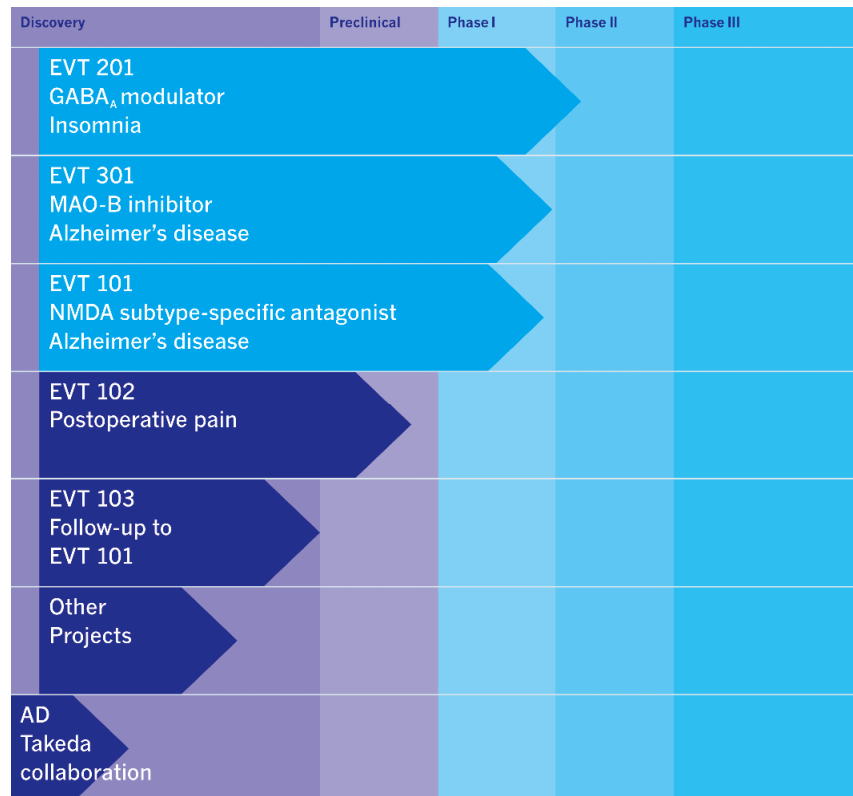 Discovery Preclinical Phase I Phase II Phase III
EVT 201
GABAA modulator
Insomnia
EVT 301
MAO-B inhibitor
Alzheimer’s disease
EVT 101
NMDA subtype-specific antagonist
Alzheimer’s disease
EVT 102
Postoperative pain
EVT 103
Follow-up to
EVT 101
Other
Projects
AD
Takeda
collaboration